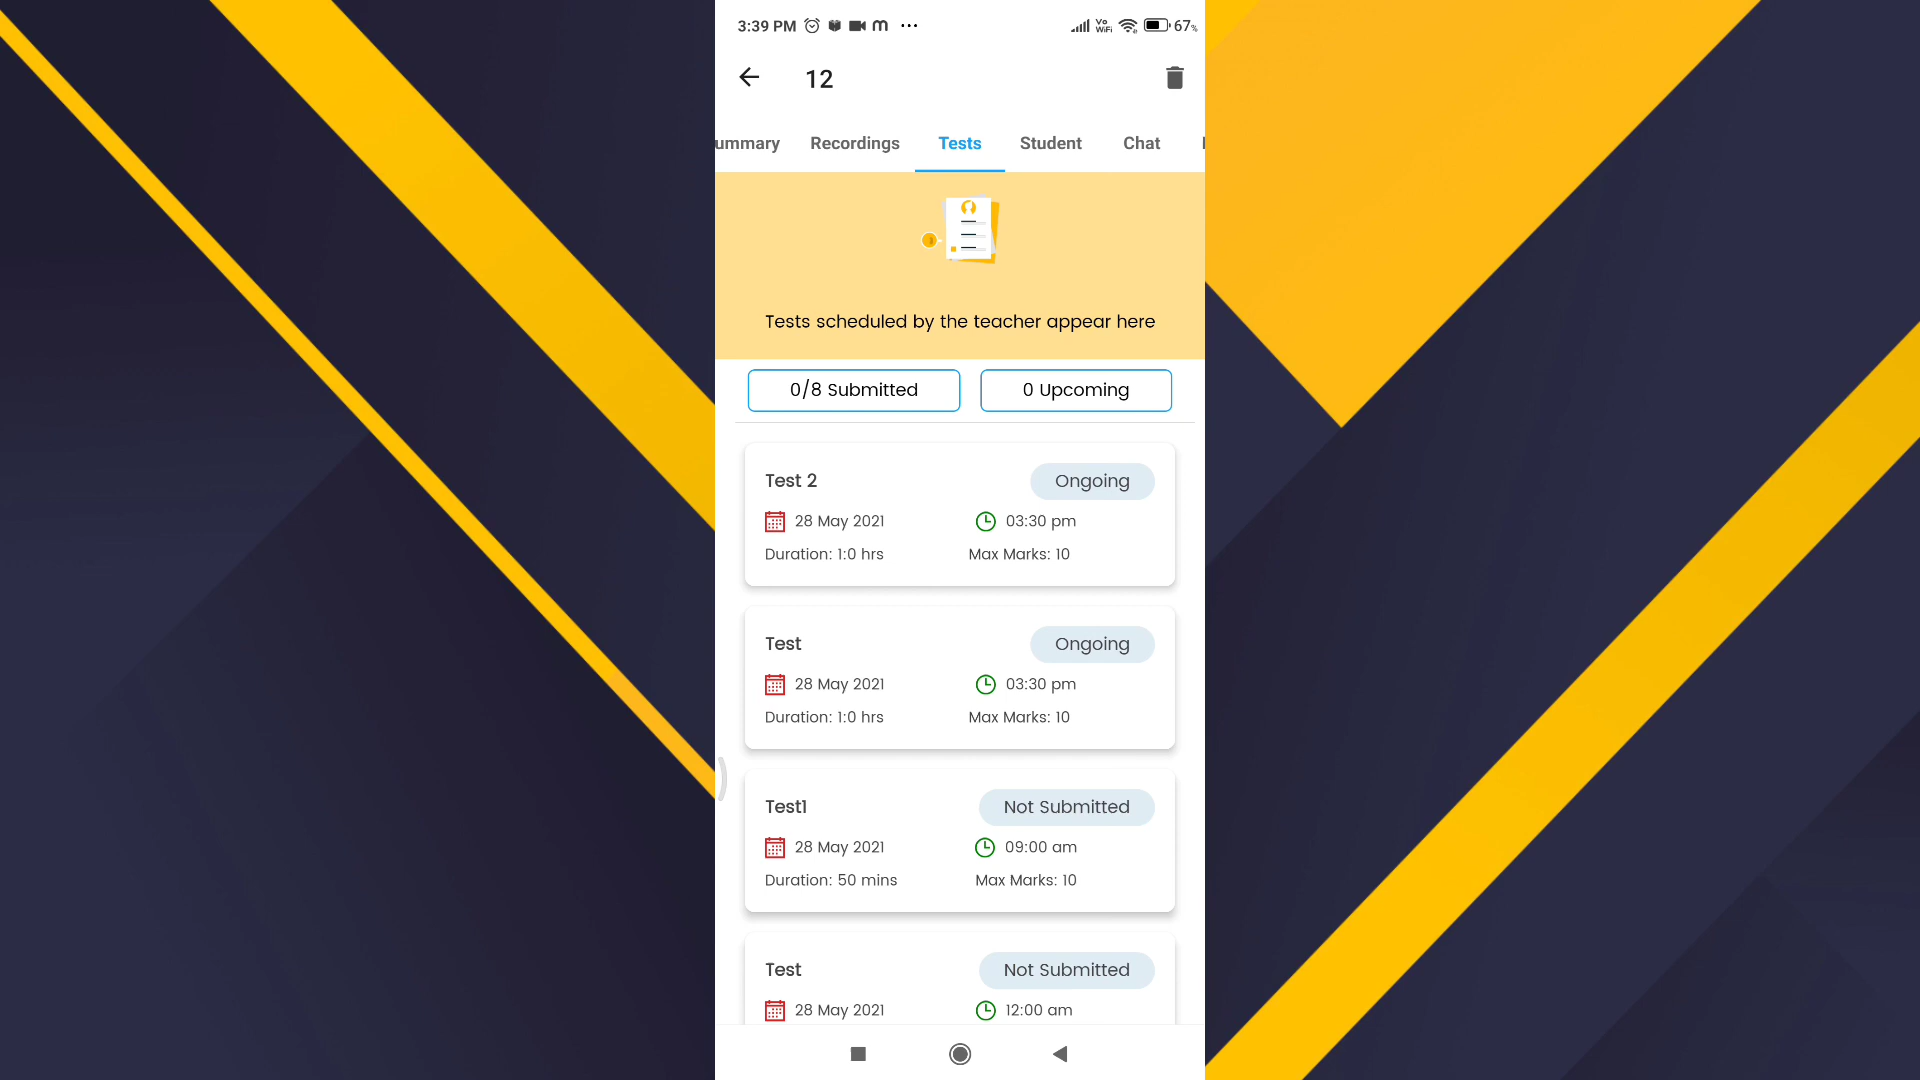 3:39 PM
Vo WiFi
67%
12
ummary Recordings Tests Student Chat
Tests scheduled by the teacher appear here
0/8 Submitted 0 Upcoming
Test 2 Ongoing
28 May 2021 03:30 pm
Duration: 1:0 hrs Max Marks: 10
Test Ongoing
28 May 2021 03:30 pm
Duration: 1:0 hrs Max Marks: 10
Test1 Not Submitted
28 May 2021 09:00 am
Duration: 50 mins Max Marks: 10
Test Not Submitted
28 May 2021 12:00 am